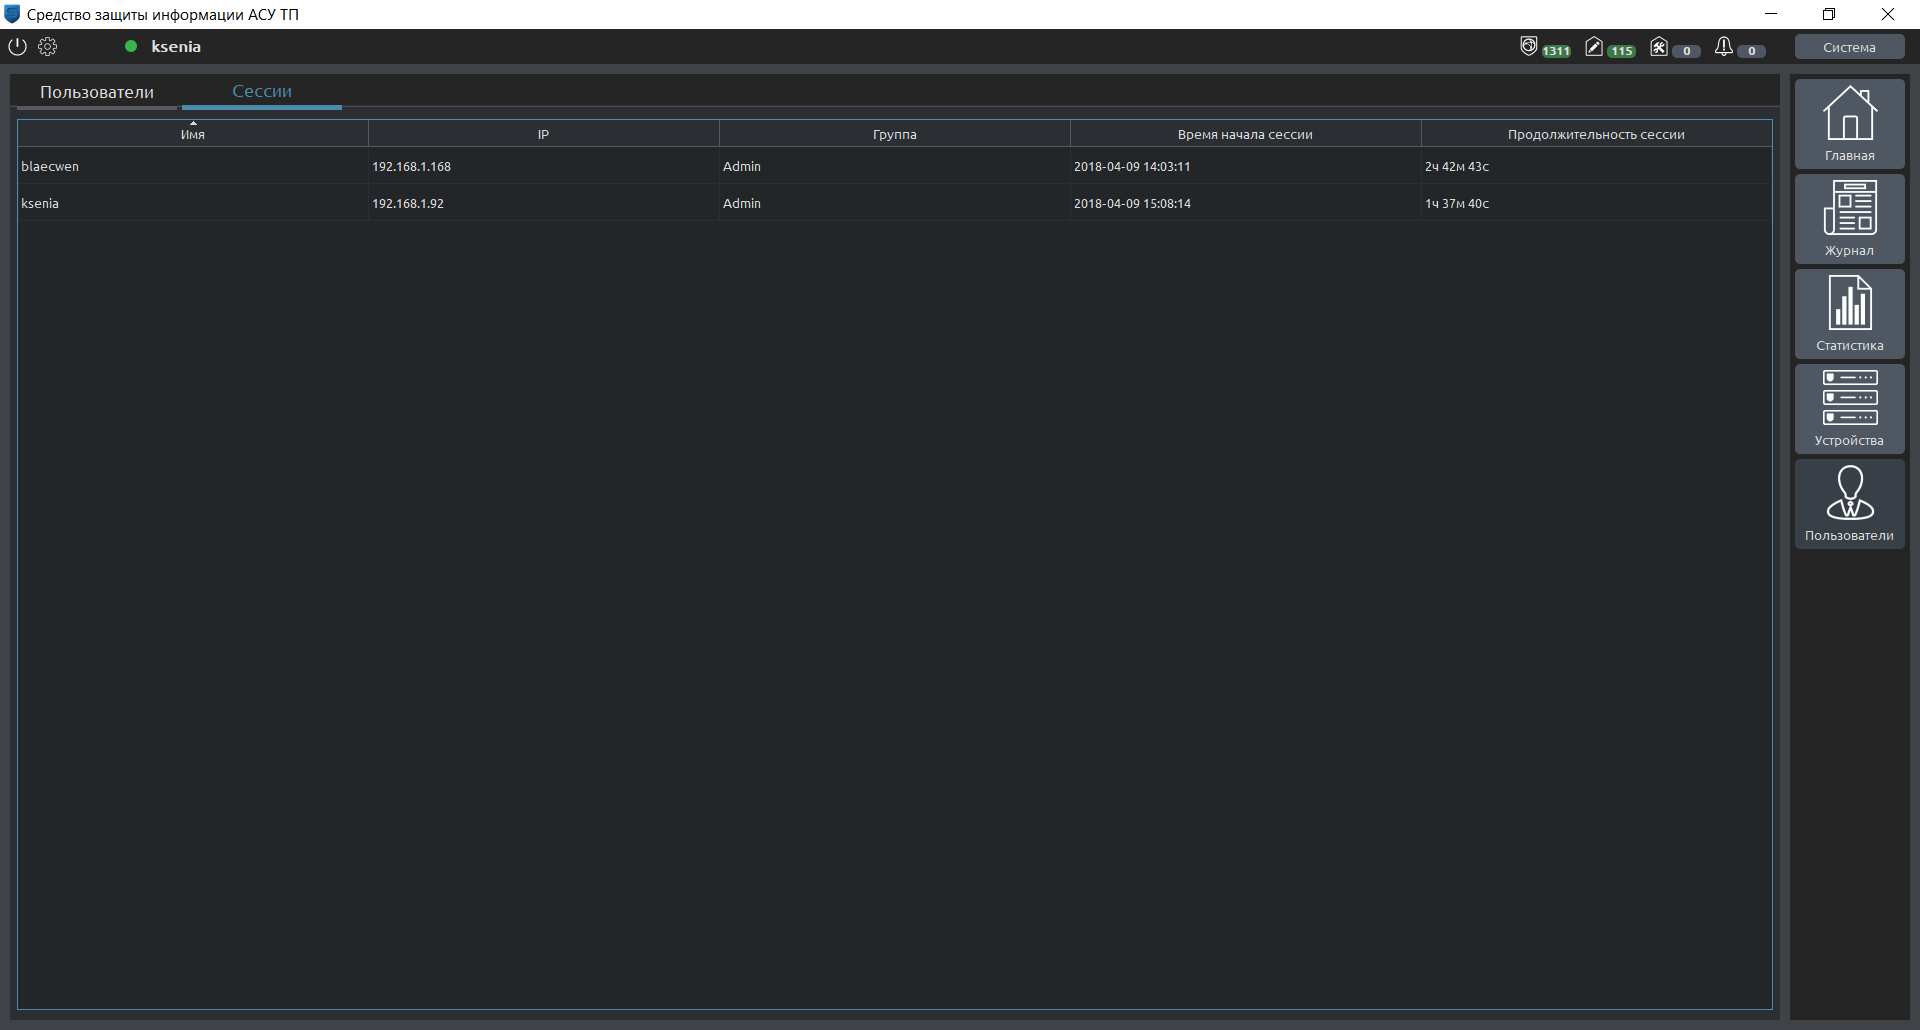 Средство защиты информации АСУ ТП
ksenia
1311
115
0
0
Система
Пользователи
Сессии
Имя
IP
Группа
Время начала сессии
Продолжительность сессии
blaecwen
192.168.1.168
Admin
2018-04-09 14:03:11
2ч 42м 43с
ksenia
192.168.1.92
Admin
2018-04-09 15:08:14
1ч 37м 40с
Главная
Журнал
Статистика
Устройства
Пользователи